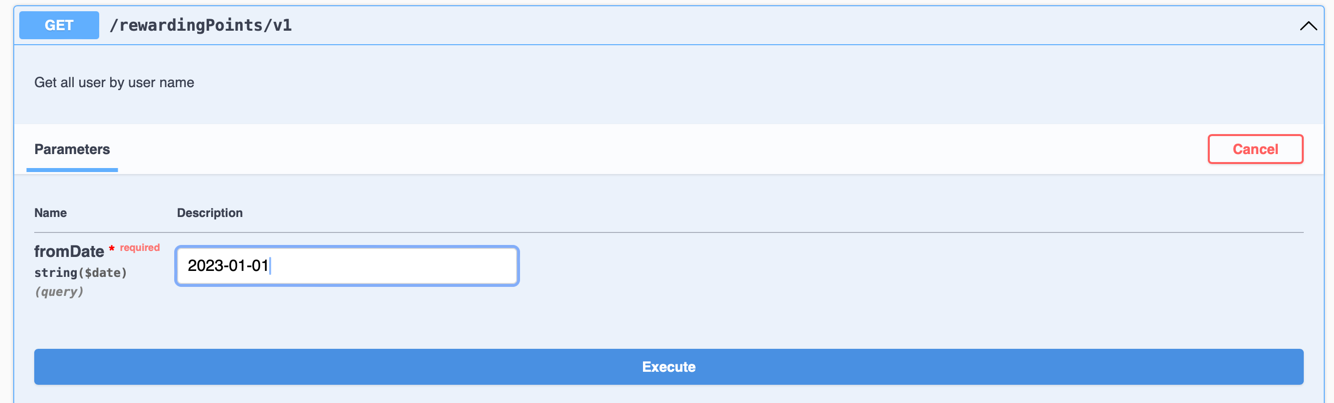 GET /rewardingPoints/v1
Get all user by user name
Parameters Cancel
Name Description
fromDate * required
string($date)
(query)
2023-01-01
Execute